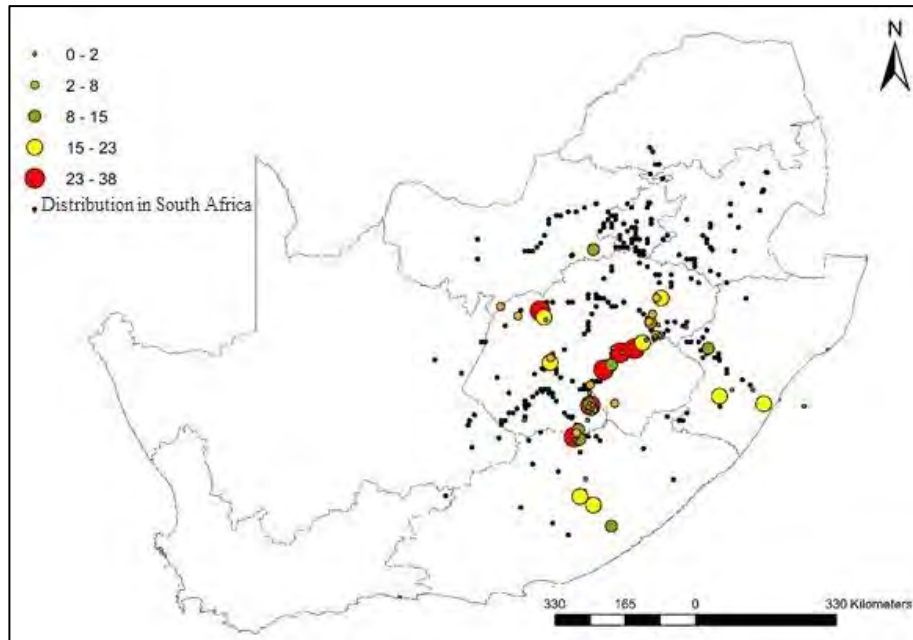 N
0 - 2
2 - 8
8 - 15
15 - 23
23 - 38
Distribution in South Africa
330 165 0 330 Kilometers